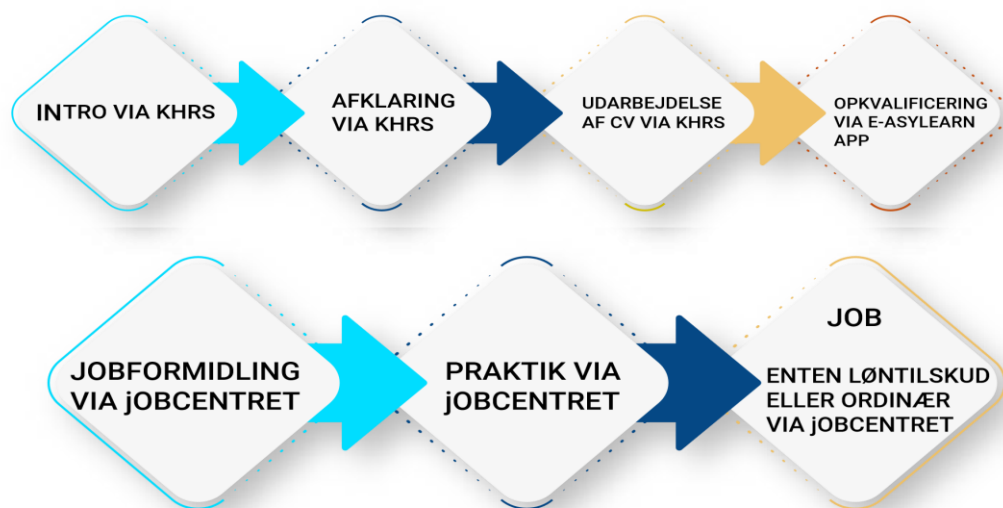 INTRO VIA KHRS
AFKLARING
VIA KHRS
UDARBEJDELSE
AF CV VIA KHRS
OPKVALIFICERING
VIA E-ASYLEARN
APP
JOBFORMIDLING
VIA jOBCENTRET
PRAKTIK VIA
jOBCENTRET
JOB
ENTEN LØNTILSKUD
ELLER ORDINÆR
VIA jOBCENTRET